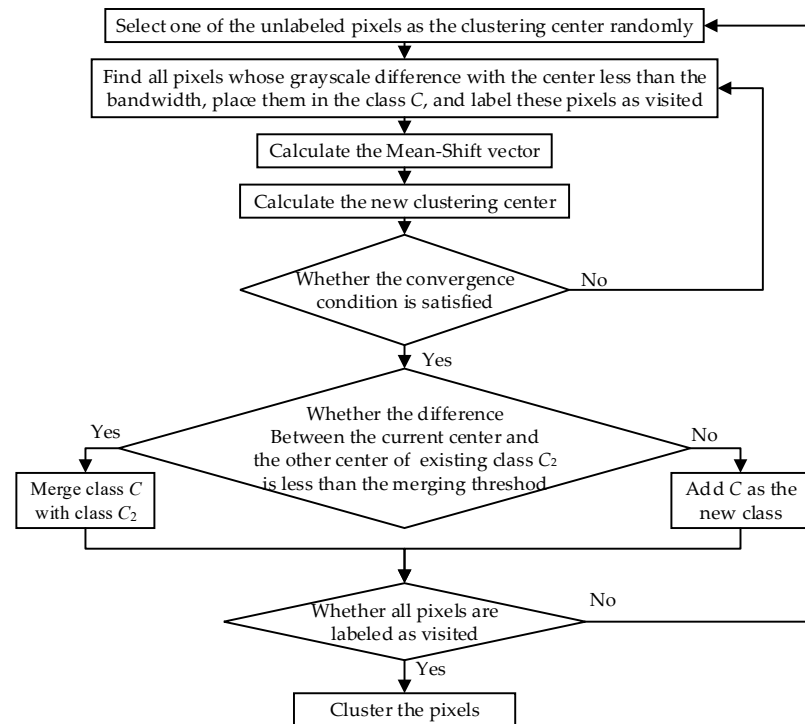 Select one of the unlabeled pixels as the clustering center randomly
Find all pixels whose grayscale difference with the center less than the
bandwidth, place them in the class C, and label these pixels as visited
Calculate the Mean-Shift vector
Calculate the new clustering center
Whether the convergence
condition is satisfied
No
Yes
Whether the difference
Between the current center and
the other center of existing class C₂
is less than the merging threshod
Yes
No
Merge class C
with class C₂
Add C as the
new class
Whether all pixels are
labeled as visited
No
Yes
Cluster the pixels